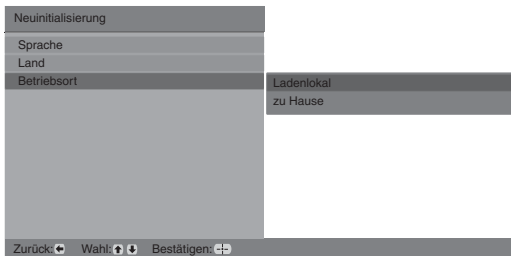 Neuinitialisierung
Sprache
Land
Betriebsort
Ladenlokal
zu Hause
Zurück: Wahl: Bestätigen: